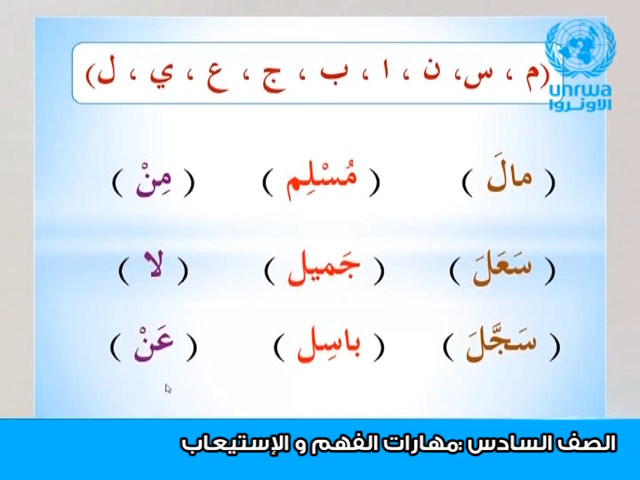 (م ، س، ن ، ا ، ب ، ج ، ع ، ي ، ل)
unrwa
الاونروا
( مالَ ) ( مُسْلِم ) ( مِنْ )
( سَعَلَ ) ( جَميل ) ( لا )
( سَجَّلَ ) ( باسِل ) ( عَنْ )
الصف السادس :مهارات الفهم و الإستيعاب